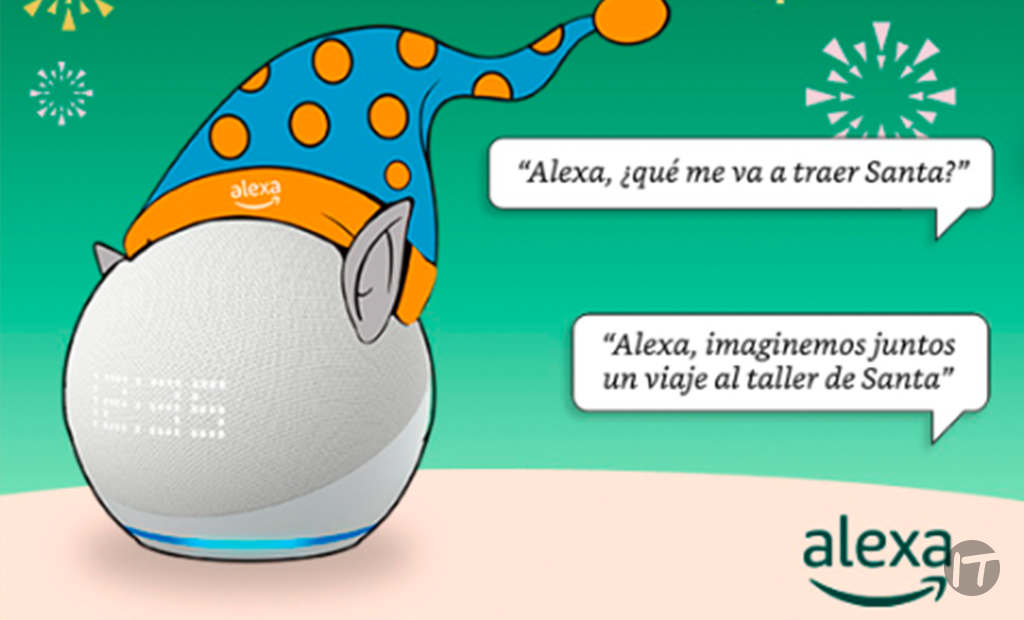 alexa
“Alexa, ¿qué me va a traer Santa?”
“Alexa, imaginemos juntos
un viaje al taller de Santa”
alexa
IT